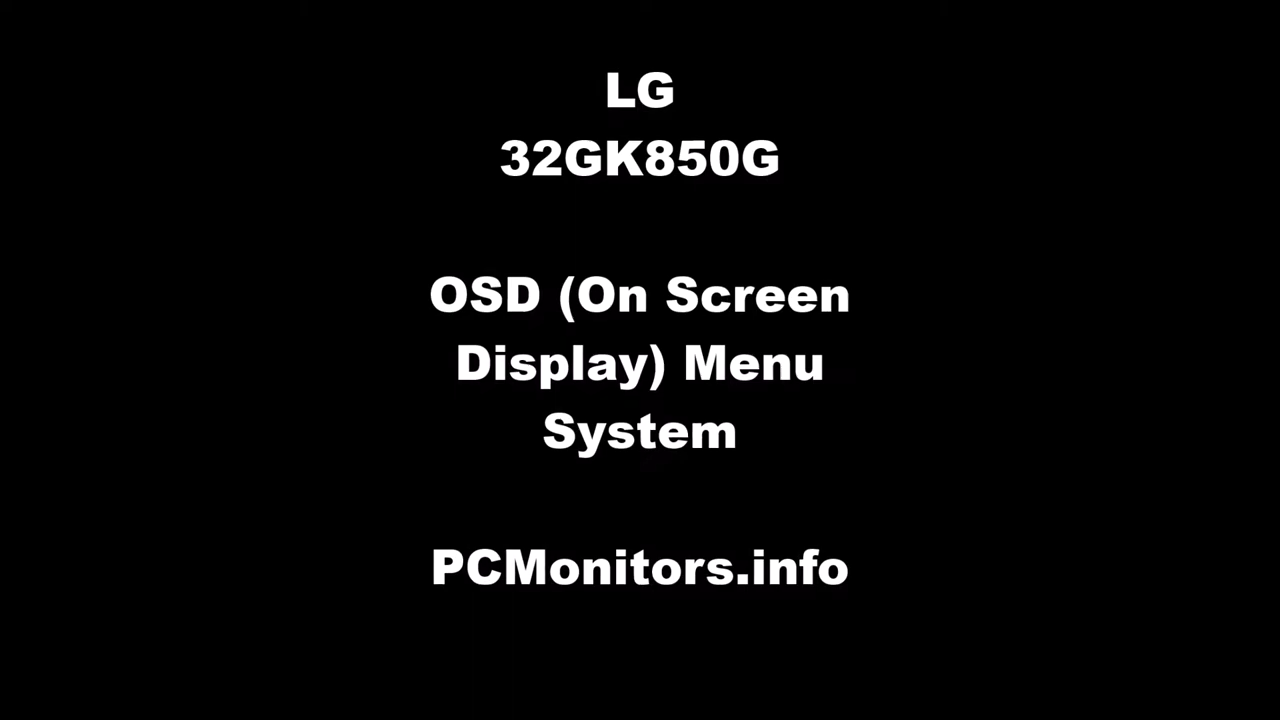 LG
32GK850G
OSD (On Screen
Display) Menu
System
PCMonitors.info